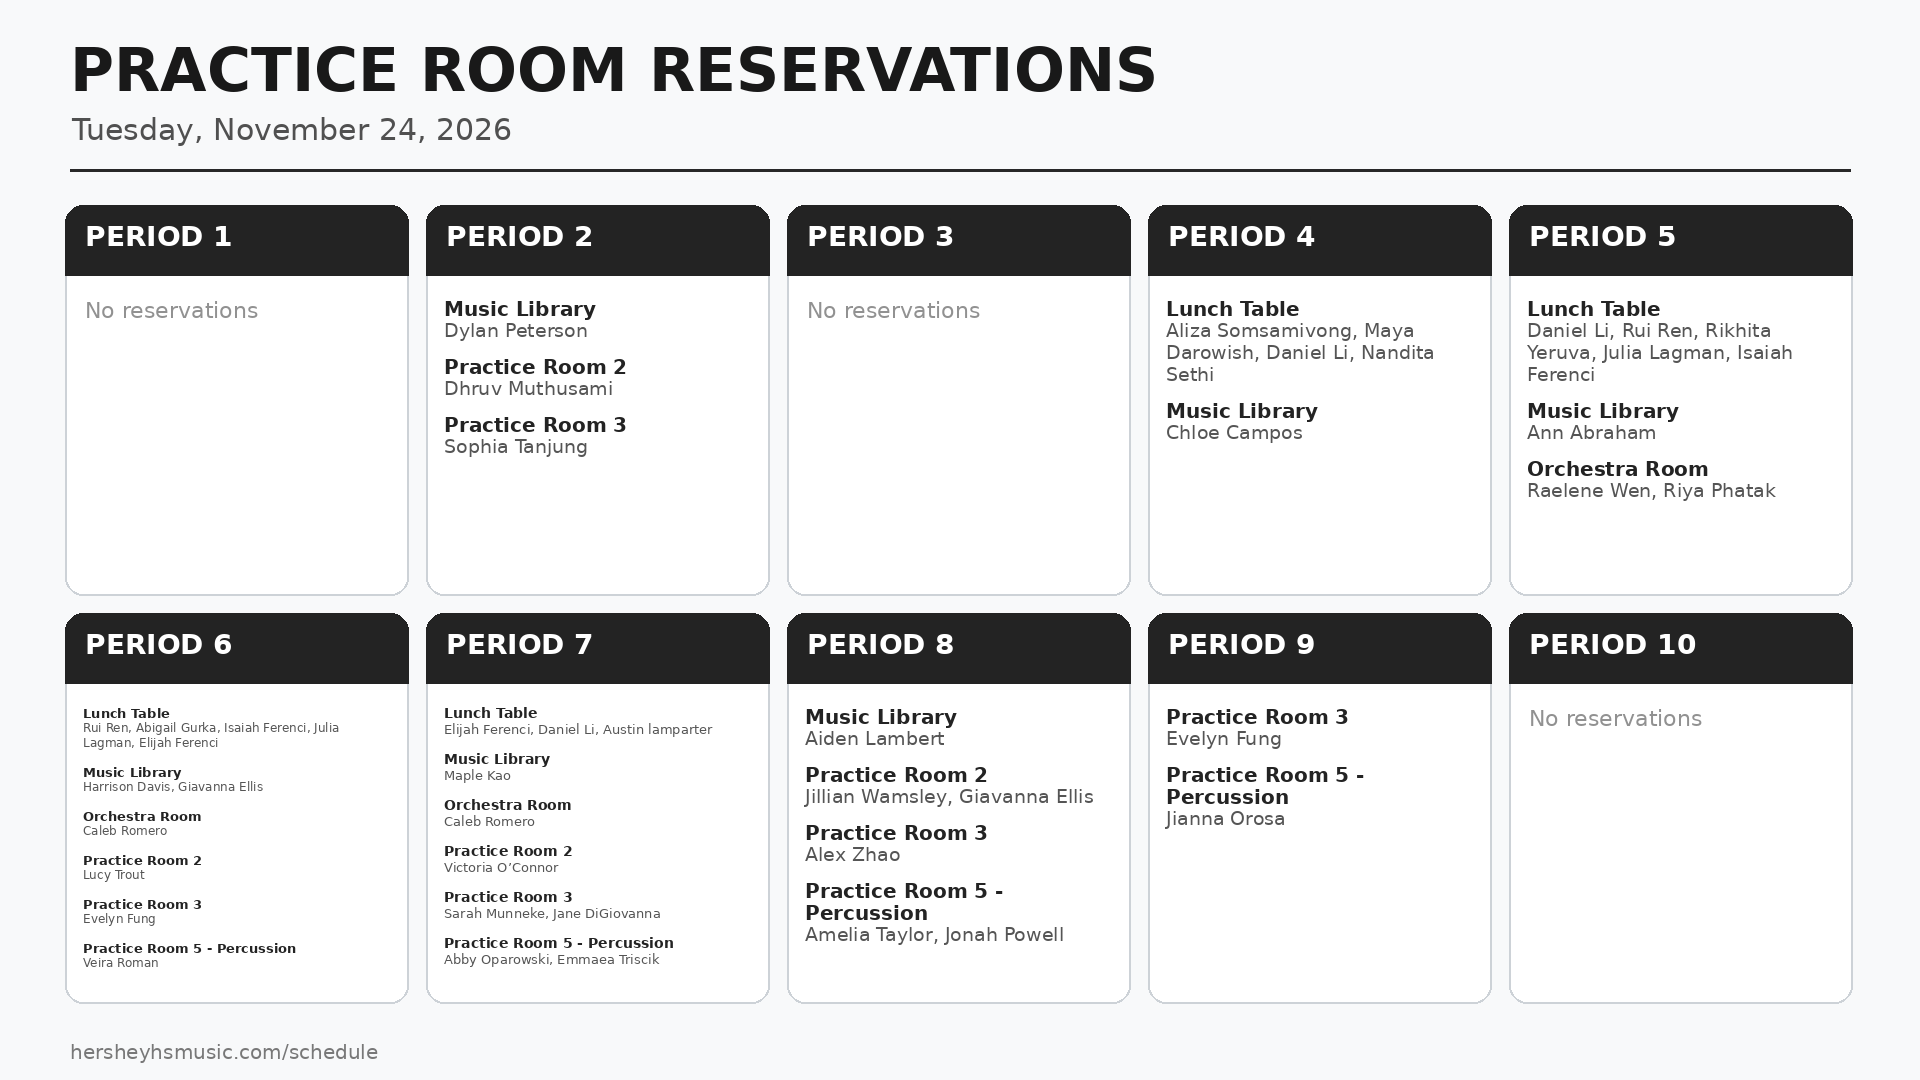 PRACTICE ROOM RESERVATIONS
Tuesday, November 24, 2026
PERIOD 1
No reservations
PERIOD 2
Music Library
Dylan Peterson
Practice Room 2
Dhruv Muthusami
Practice Room 3
Sophia Tanjung
PERIOD 3
No reservations
PERIOD 4
Lunch Table
Aliza Somsamivong, Maya
Darowish, Daniel Li, Nandita
Sethi
Music Library
Chloe Campos
PERIOD 5
Lunch Table
Daniel Li, Rui Ren, Rikhita
Yeruva, Julia Lagman, Isaiah
Ferenci
Music Library
Ann Abraham
Orchestra Room
Raelene Wen, Riya Phatak
PERIOD 6
Lunch Table
Rui Ren, Abigail Gurka, Isaiah Ferenci, Julia
Lagman, Elijah Ferenci
Music Library
Harrison Davis, Giavanna Ellis
Orchestra Room
Caleb Romero
Practice Room 2
Lucy Trout
Practice Room 3
Evelyn Fung
Practice Room 5 - Percussion
Veira Roman
PERIOD 7
Lunch Table
Elijah Ferenci, Daniel Li, Austin lamparter
Music Library
Maple Kao
Orchestra Room
Caleb Romero
Practice Room 2
Victoria O’Connor
Practice Room 3
Sarah Munneke, Jane DiGiovanna
Practice Room 5 - Percussion
Abby Oparowski, Emmaea Triscik
PERIOD 8
Music Library
Aiden Lambert
Practice Room 2
Jillian Wamsley, Giavanna Ellis
Practice Room 3
Alex Zhao
Practice Room 5 -
Percussion
Amelia Taylor, Jonah Powell
PERIOD 9
Practice Room 3
Evelyn Fung
Practice Room 5 -
Percussion
Jianna Orosa
PERIOD 10
No reservations
hersheyhsmusic.com/schedule